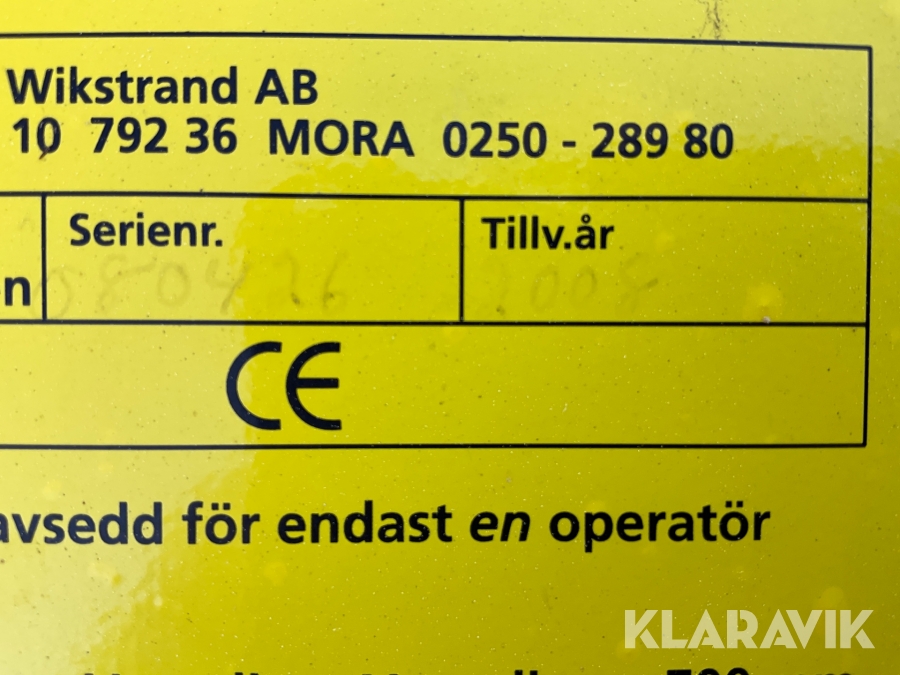 Wikstrand AB
10 792 36 MORA 0250 - 289 80
Serienr. Tillv.år
080426 2008
CE
avsedd för endast en operatör
KLARAVIK